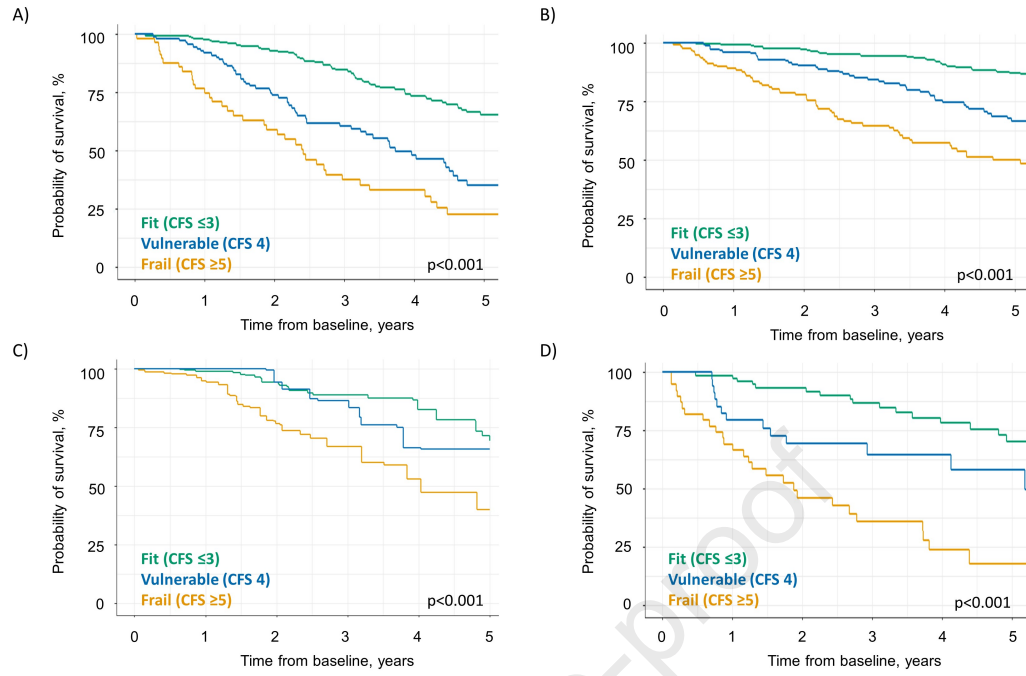 A)
Probability of survival, %
100
75
50
25
0
Fit (CFS ≤3)
Vulnerable (CFS 4)
Frail (CFS ≥5)
p<0.001
0 1 2 3 4 5
Time from baseline, years
B)
Probability of survival, %
100
75
50
25
0
Fit (CFS ≤3)
Vulnerable (CFS 4)
Frail (CFS ≥5)
p<0.001
0 1 2 3 4 5
Time from baseline, years
C)
Probability of survival, %
100
75
50
25
0
Fit (CFS ≤3)
Vulnerable (CFS 4)
Frail (CFS ≥5)
p<0.001
0 1 2 3 4 5
Time from baseline, years
D)
Probability of survival, %
100
75
50
25
0
Fit (CFS ≤3)
Vulnerable (CFS 4)
Frail (CFS ≥5)
p<0.001
0 1 2 3 4 5
Time from baseline, years
-proof